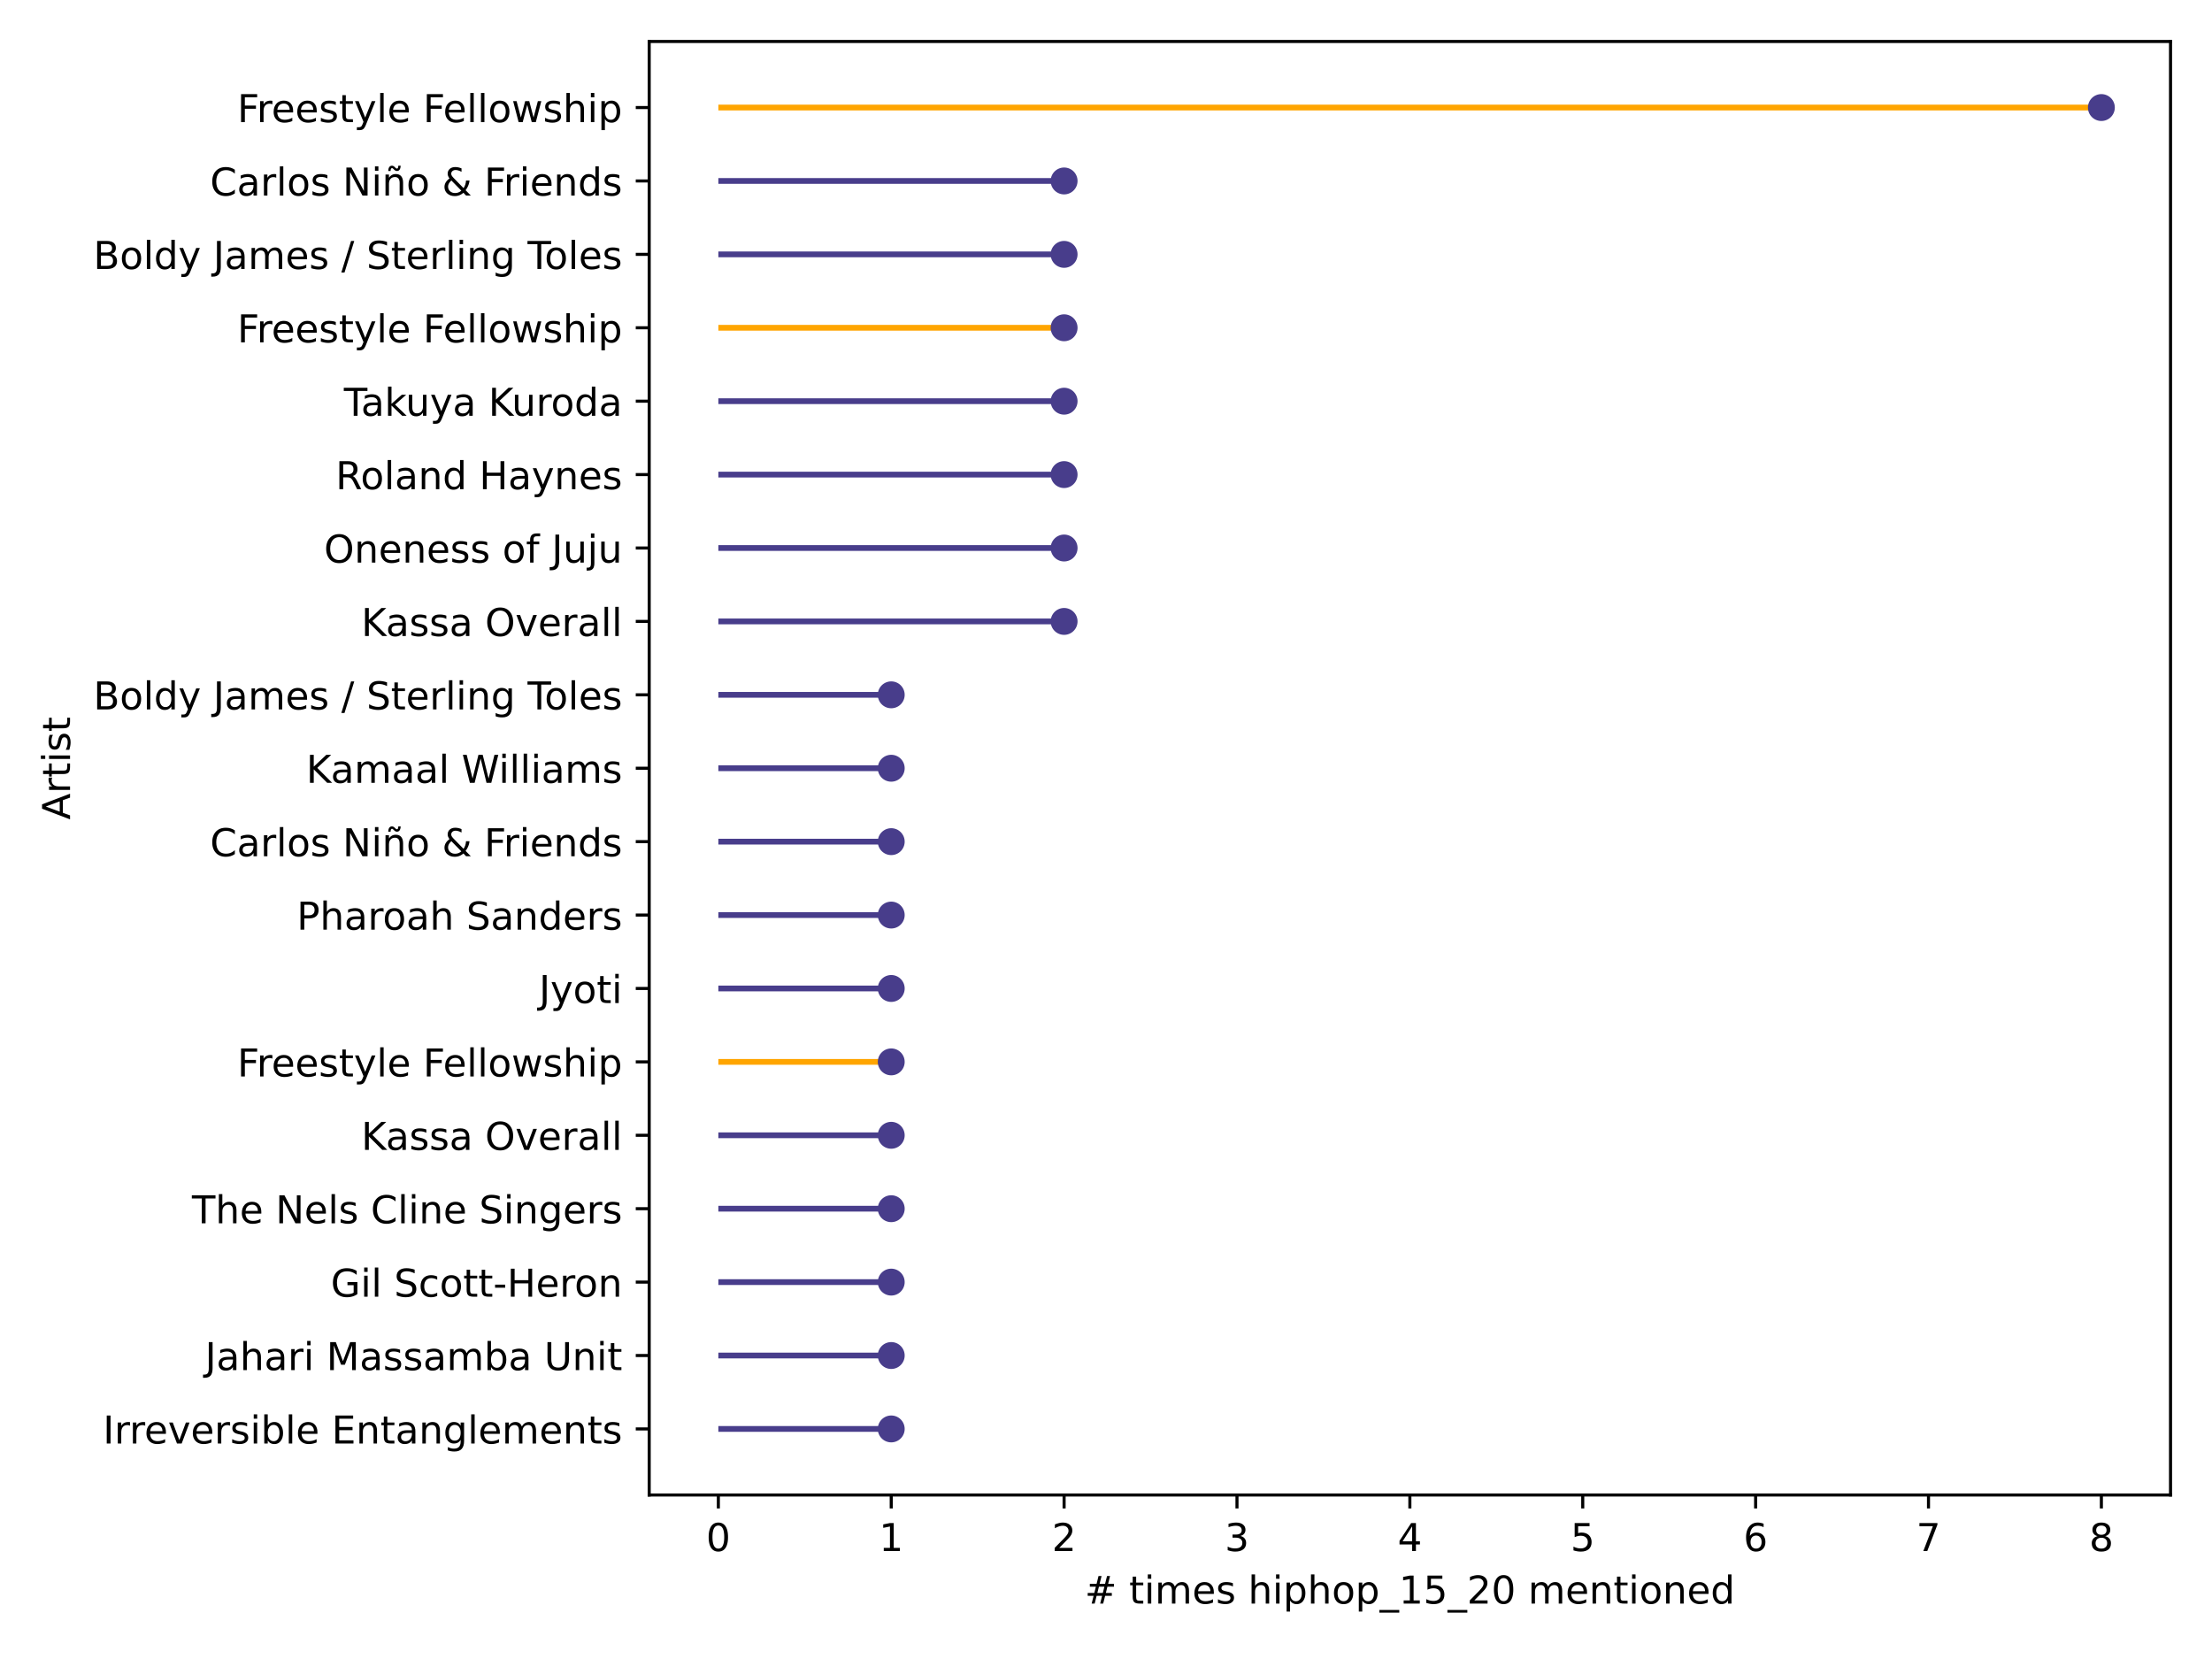 Freestyle Fellowship
Carlos Niño & Friends
Boldy James / Sterling Toles
Freestyle Fellowship
Takuya Kuroda
Roland Haynes
Oneness of Juju
Kassa Overall
Boldy James / Sterling Toles
Kamaal Williams
Carlos Niño & Friends
Pharoah Sanders
Jyoti
Freestyle Fellowship
Kassa Overall
The Nels Cline Singers
Gil Scott-Heron
Jahari Massamba Unit
Irreversible Entanglements
Artist
0 1 2 3 4 5 6 7 8
# times hiphop_15_20 mentioned